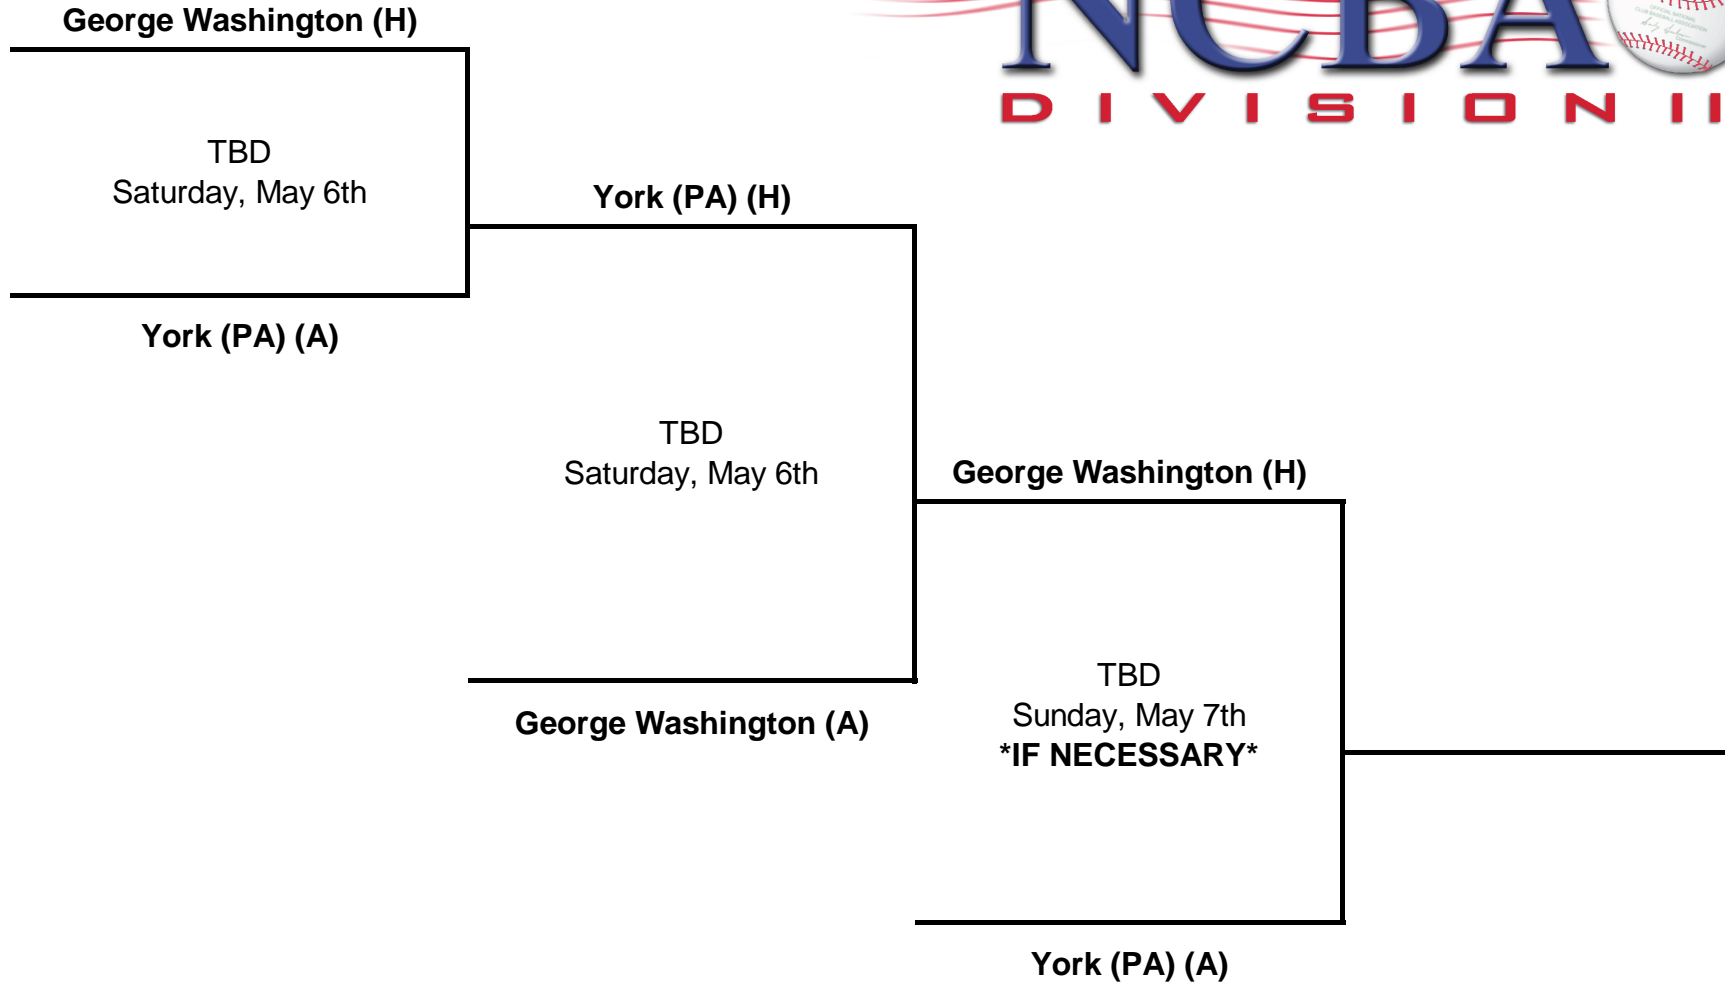 George Washington (H)
NCBA
DIVISION II
TBD
Saturday, May 6th
York (PA) (H)
York (PA) (A)
TBD
Saturday, May 6th
George Washington (H)
TBD
Sunday, May 7th
*IF NECESSARY*
George Washington (A)
York (PA) (A)